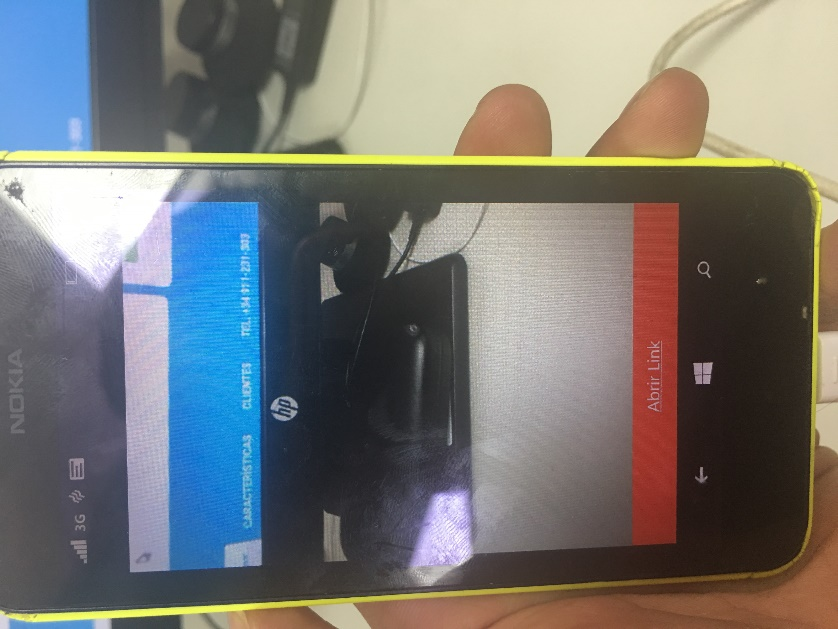 NOKIA
3G
CARACTERÍSTICAS CLIENTES TEL. +34 911-231-303
hp
Abrir Link